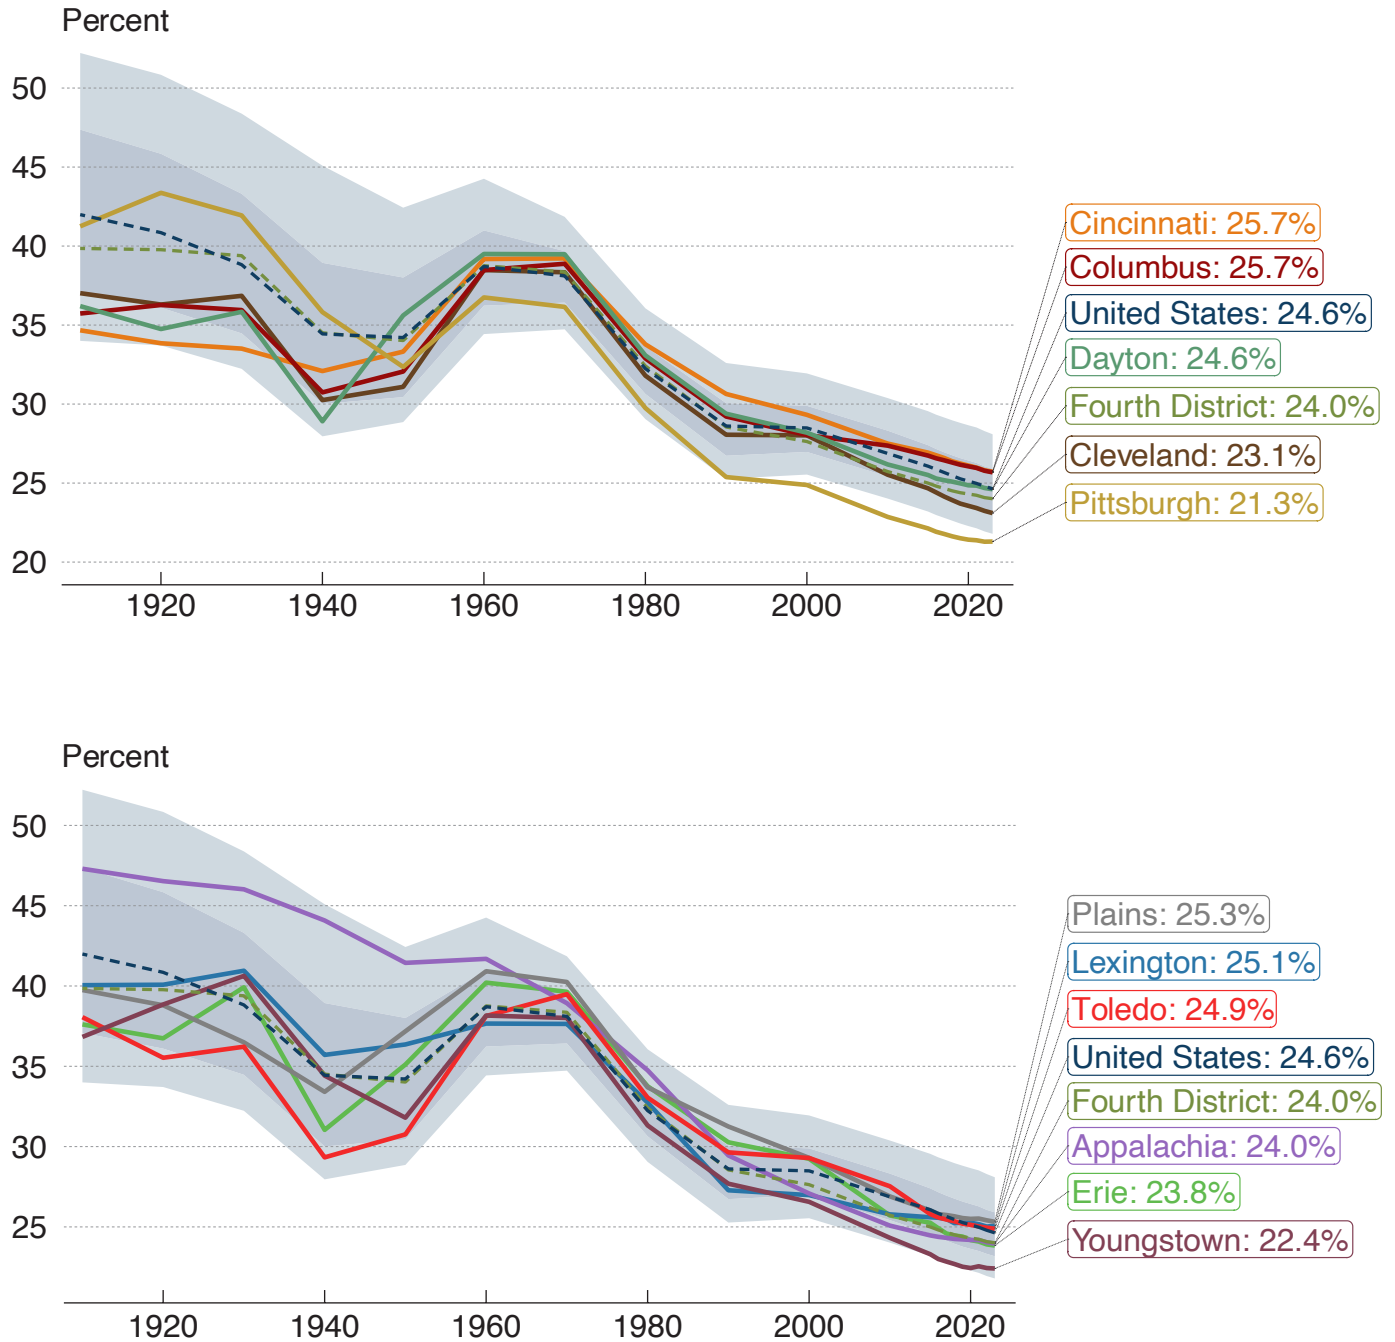 Percent
50
45
40
35
30
25
20
1920 1940 1960 1980 2000 2020
Cincinnati: 25.7%
Columbus: 25.7%
United States: 24.6%
Dayton: 24.6%
Fourth District: 24.0%
Cleveland: 23.1%
Pittsburgh: 21.3%
Percent
50
45
40
35
30
25
1920 1940 1960 1980 2000 2020
Plains: 25.3%
Lexington: 25.1%
Toledo: 24.9%
United States: 24.6%
Fourth District: 24.0%
Appalachia: 24.0%
Erie: 23.8%
Youngstown: 22.4%